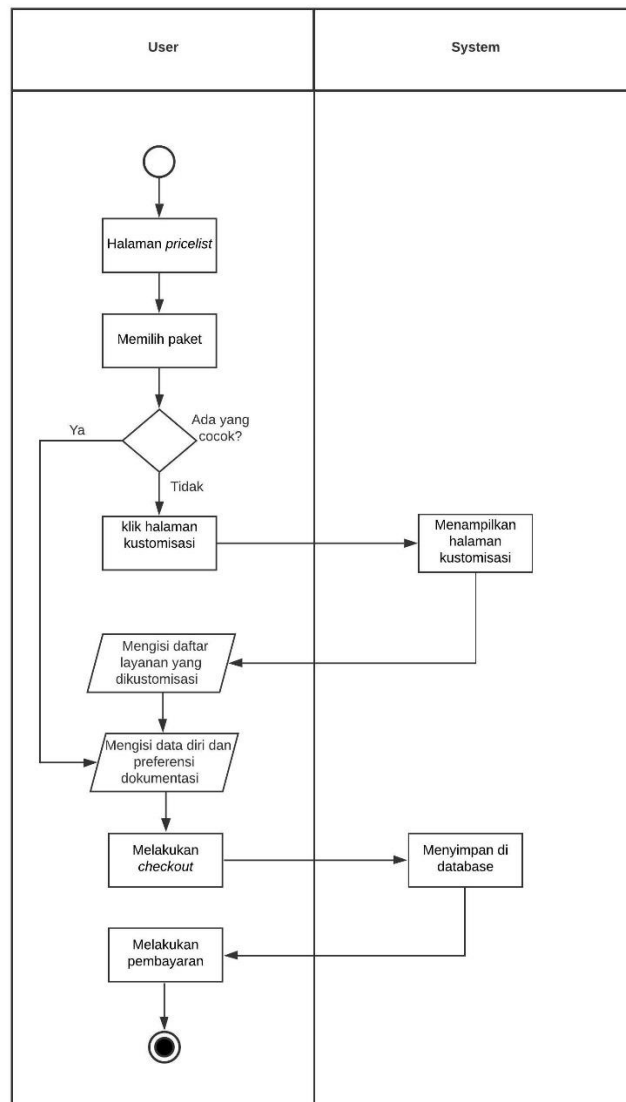 User
System
Halaman pricelist
Memilih paket
Ada yang
cocok?
Ya
Tidak
klik halaman
kustomisasi
Menampilkan
halaman
kustomisasi
Mengisi daftar
layanan yang
dikustomisasi
Mengisi data diri dan
preferensi
dokumentasi
Melakukan
checkout
Menyimpan di
database
Melakukan
pembayaran